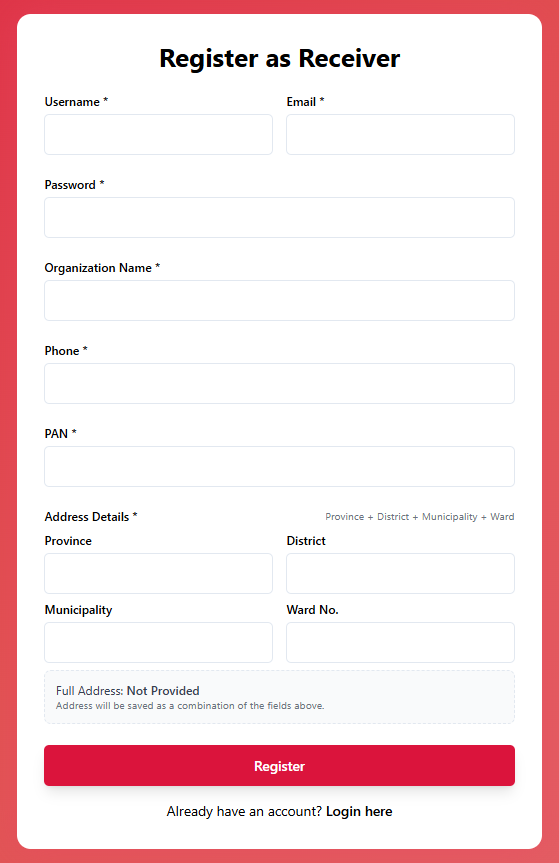 Register as Receiver
Username * Email *
Password *
Organization Name *
Phone *
PAN *
Address Details * Province + District + Municipality + Ward
Province District
Municipality Ward No.
Full Address: Not Provided
Address will be saved as a combination of the fields above.
Register
Already have an account? Login here